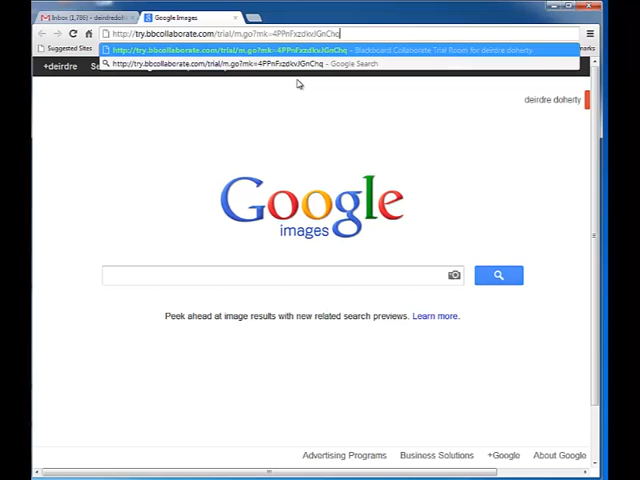 Inbox (1,786) - deirdredoherty
Google Images
http://try.bbcollaborate.com/trial/m.go?mk=4PPnFxzdkvJGnChq
Suggested Sites
http://try.bbcollaborate.com/trial/m.go?mk=4PPnFxzdkvJGnChq - Blackboard Collaborate Trial Room for deirdre doherty
http://try.bbcollaborate.com/trial/m.go?mk=4PPnFxzdkvJGnChq - Google Search
+deirdre
deirdre doherty
Google
images
Peek ahead at image results with new related search previews. Learn more.
Advertising Programs Business Solutions +Google About Google